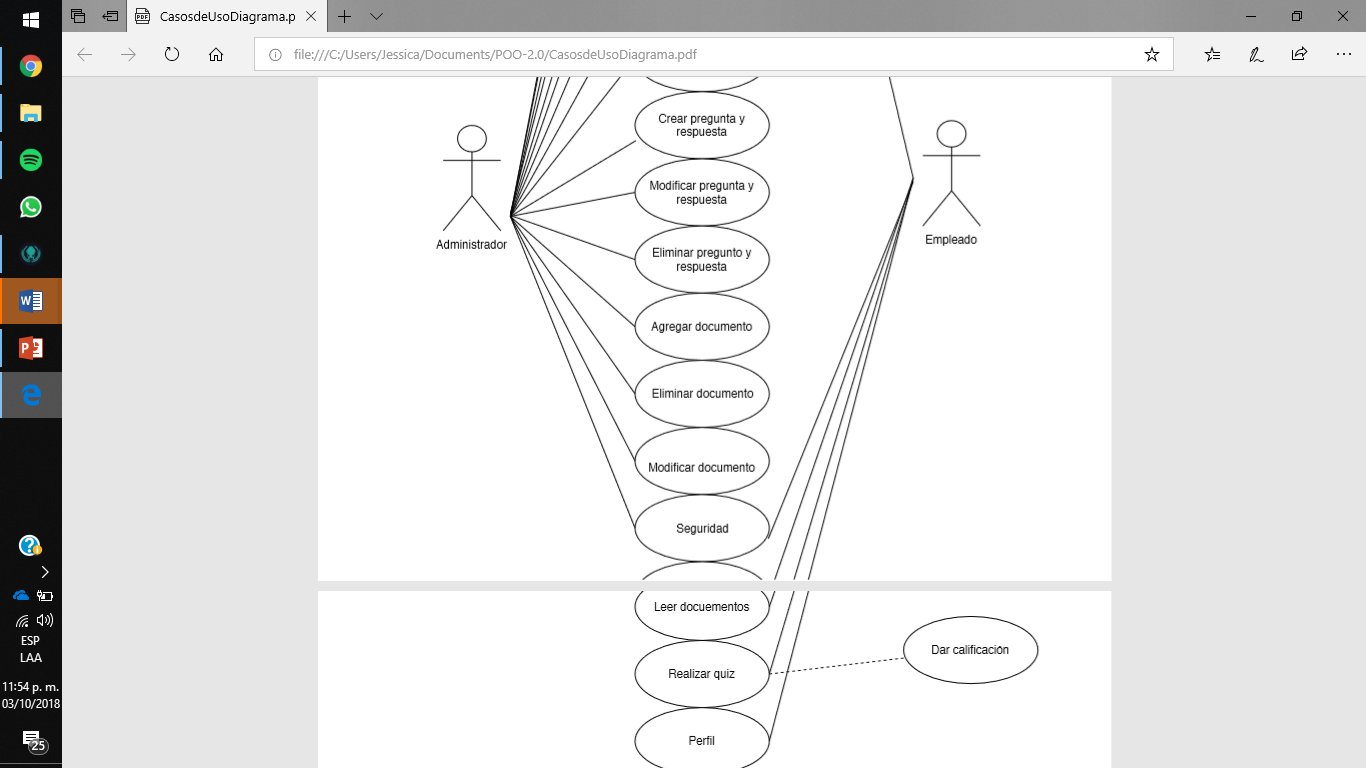 CasosdeUsoDiagrama.p
file:///C:/Users/Jessica/Documents/POO-2.0/CasosdeUsoDiagrama.pdf
Crear pregunta y
respuesta
Modificar pregunta y
respuesta
Administrador
Empleado
Eliminar pregunto y
respuesta
Agregar documento
Eliminar documento
Modificar documento
Seguridad
Leer docuementos
Dar calificación
Realizar quiz
Perfil
ESP
LAA
11:54 p. m.
03/10/2018
25